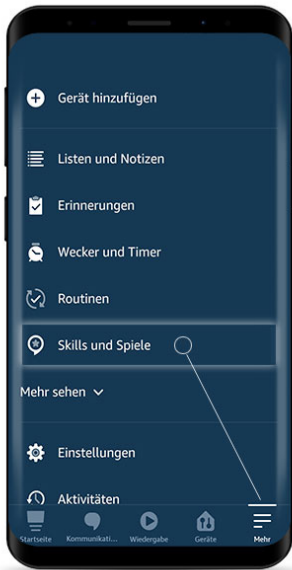 Gerät hinzufügen
Listen und Notizen
Erinnerungen
Wecker und Timer
Routinen
Skills und Spiele
Mehr sehen
Einstellungen
Aktivitäten
Startseite Kommunikati... Wiedergabe Geräte Mehr